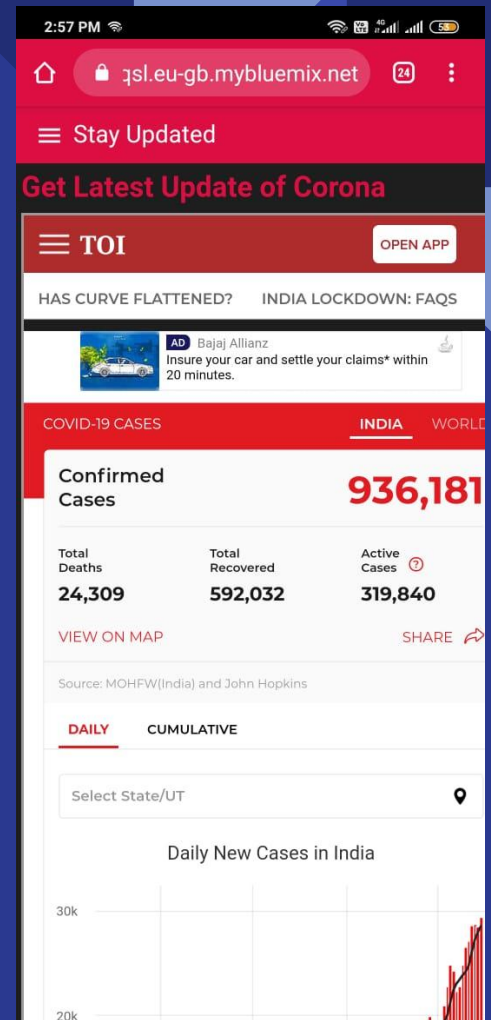 2:57 PM
Vo LTE 4G 53
qsl.eu-gb.mybluemix.net 24
Stay Updated
Get Latest Update of Corona
TOI OPEN APP
HAS CURVE FLATTENED? INDIA LOCKDOWN: FAQS
AD Bajaj Allianz
Insure your car and settle your claims* within
20 minutes.
COVID-19 CASES INDIA WORLD
Confirmed
Cases
936,181
Total
Deaths
24,309
Total
Recovered
592,032
Active
Cases ?
319,840
VIEW ON MAP SHARE
Source: MOHFW(India) and John Hopkins
DAILY CUMULATIVE
Select State/UT
Daily New Cases in India
30k
20k